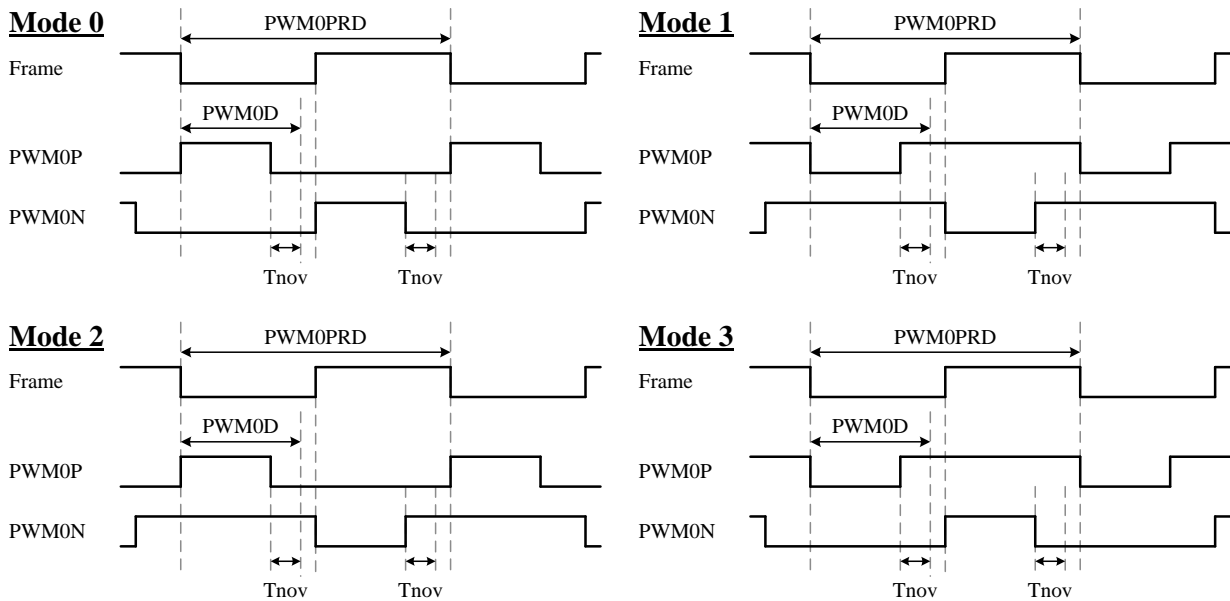 Mode 0
PWM0PRD
Frame
PWM0D
PWM0P
PWM0N
Tnov
Tnov
Mode 1
PWM0PRD
Frame
PWM0D
PWM0P
PWM0N
Tnov
Tnov
Mode 2
PWM0PRD
Frame
PWM0D
PWM0P
PWM0N
Tnov
Tnov
Mode 3
PWM0PRD
Frame
PWM0D
PWM0P
PWM0N
Tnov
Tnov